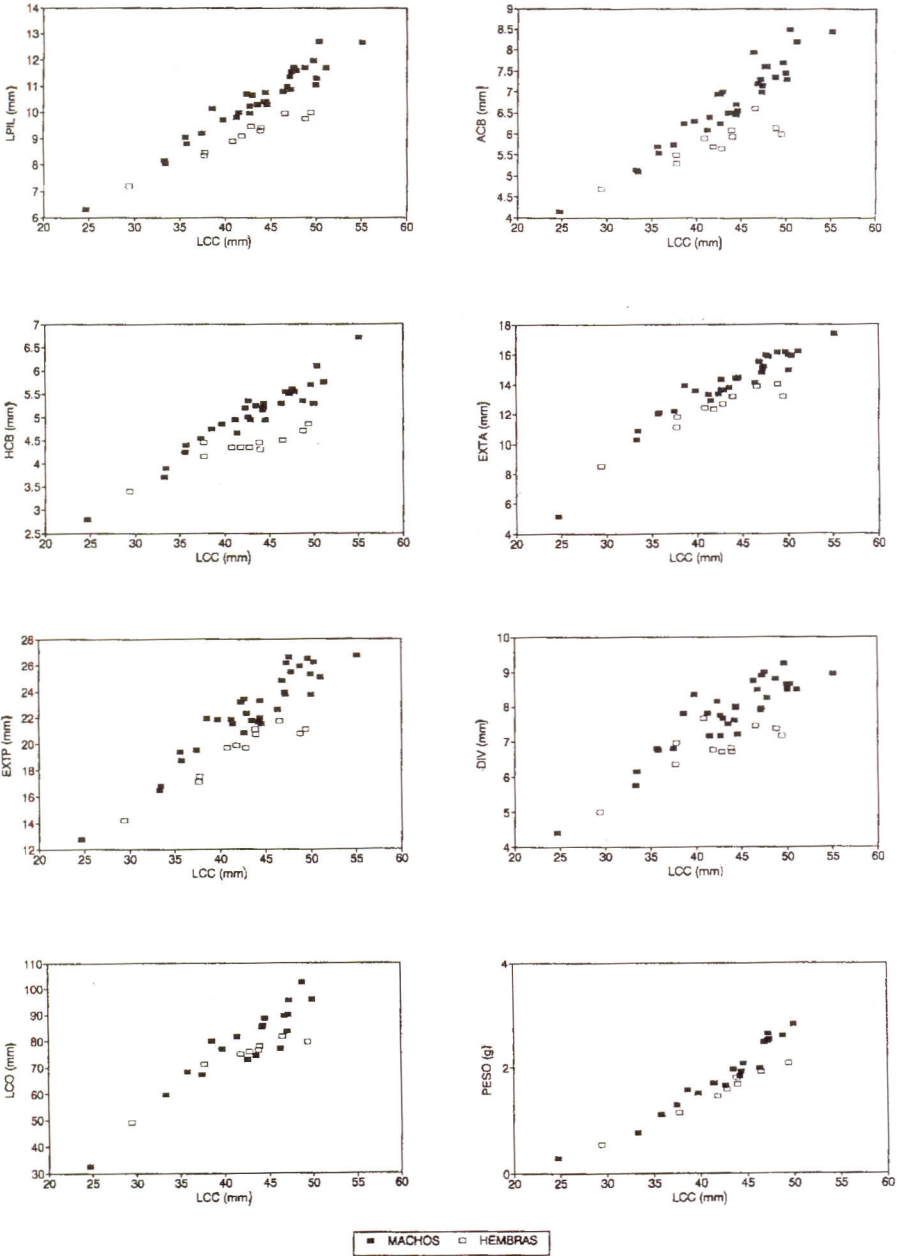 14
13
12
11
10
9
8
7
6
20 25 30 35 40 45 50 55 60
LPIL (mm)
LCC (mm)
9
8.5
8
7.5
7
6.5
6
5.5
5
4.5
4
20 25 30 35 40 45 50 55 60
ACB (mm)
LCC (mm)
7
6.5
6
5.5
5
4.5
4
3.5
3
2.5
20 25 30 35 40 45 50 55 60
HCB (mm)
LCC (mm)
18
16
14
12
10
8
6
4
20 25 30 35 40 45 50 55 60
EXTA (mm)
LCC (mm)
28
26
24
22
20
18
16
14
12
20 25 30 35 40 45 50 55 60
EXTP (mm)
LCC (mm)
10
9
8
7
6
5
4
20 25 30 35 40 45 50 55 60
DIV (mm)
LCC (mm)
110
100
90
80
70
60
50
40
30
20 25 30 35 40 45 50 55 60
LCO (mm)
LCC (mm)
4
2
0
20 25 30 35 40 45 50 55 60
PESO (g)
LCC (mm)
MACHOS HEMBRAS